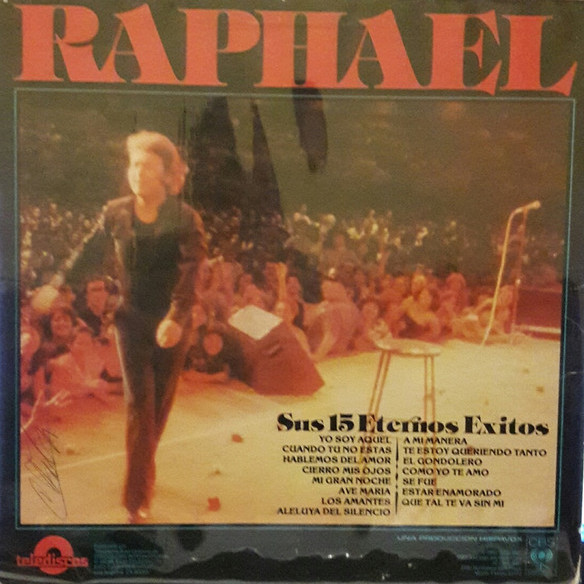 RAPHAEL
Sus 15 Eternos Exitos
YO SOY AQUEL
CUANDO TU NO ESTAS
HABLEMOS DEL AMOR
CIERRO MIS OJOS
MI GRAN NOCHE
AVE MARIA
LOS AMANTES
ALELUYA DEL SILENCIO
A MI MANERA
TE ESTOY QUERIENDO TANTO
EL GONDOLERO
COMO YO TE AMO
SE FUE
ESTAR ENAMORADO
QUE TAL TE VA SIN MI
telediscos
UNA PRODUCCION HISPAVOX
CBS